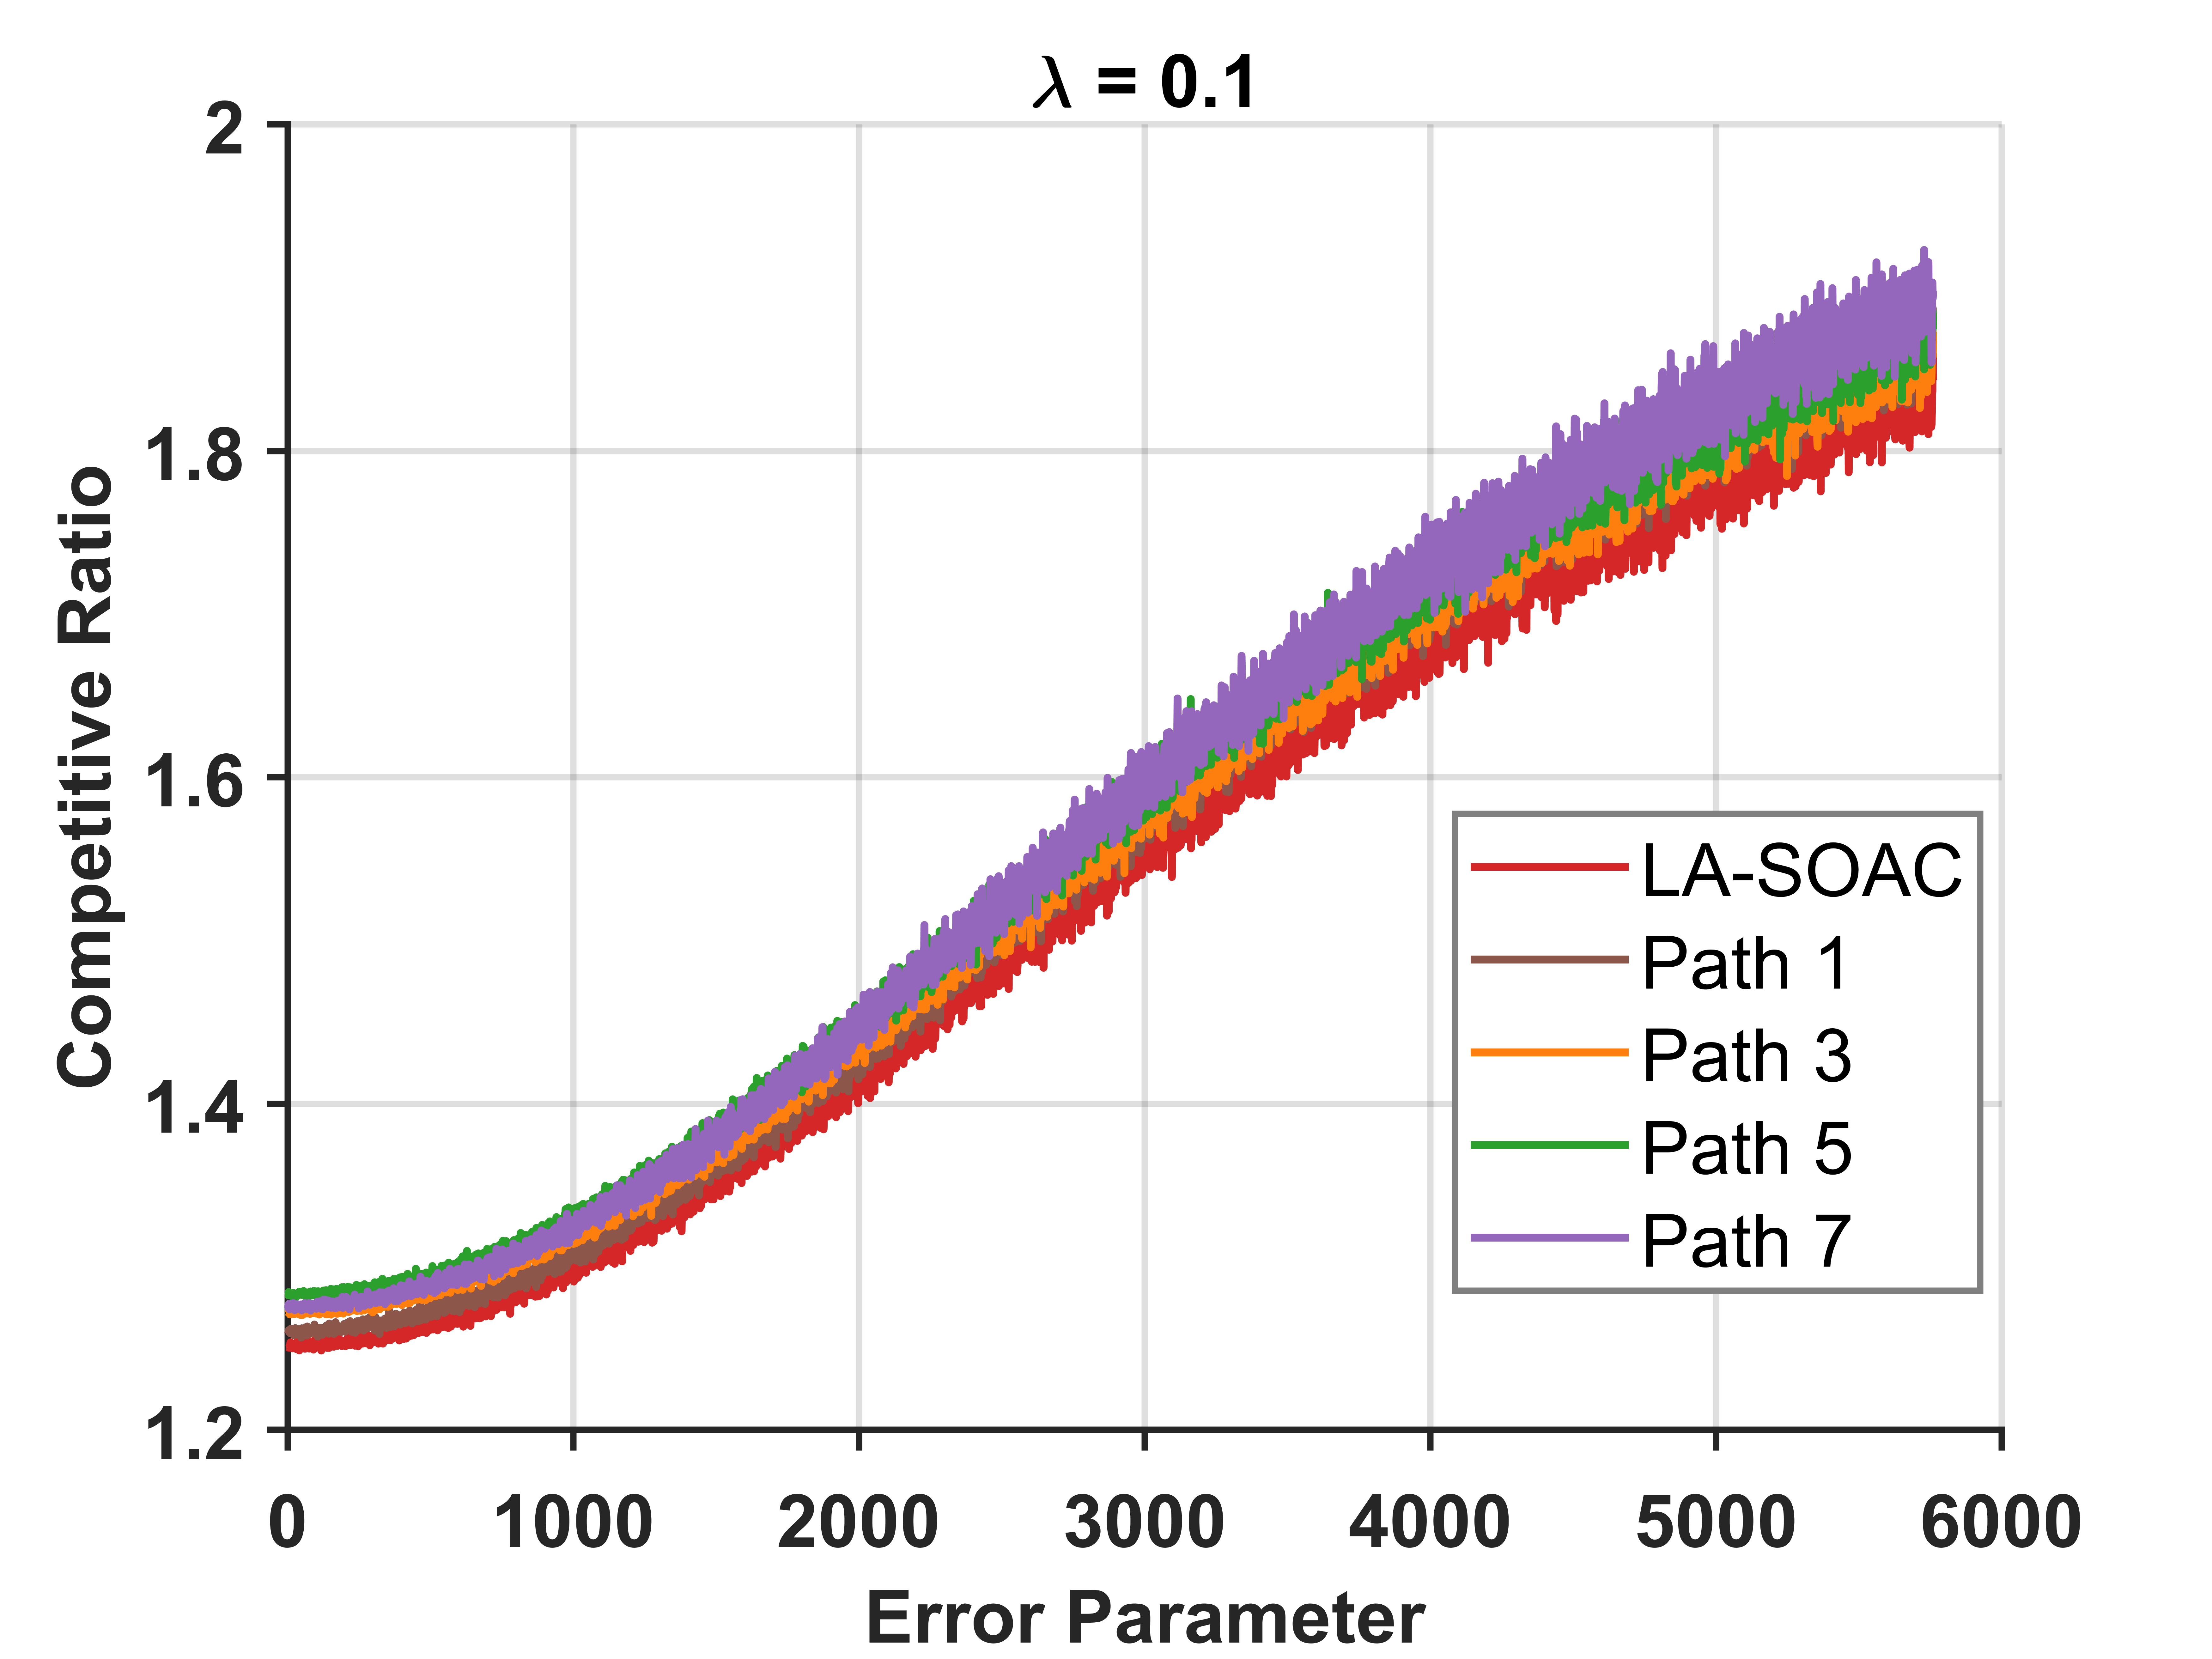 λ = 0.1
2
1.8
1.6
1.4
1.2
Competitive Ratio
LA-SOAC
Path 1
Path 3
Path 5
Path 7
0 1000 2000 3000 4000 5000 6000
Error Parameter